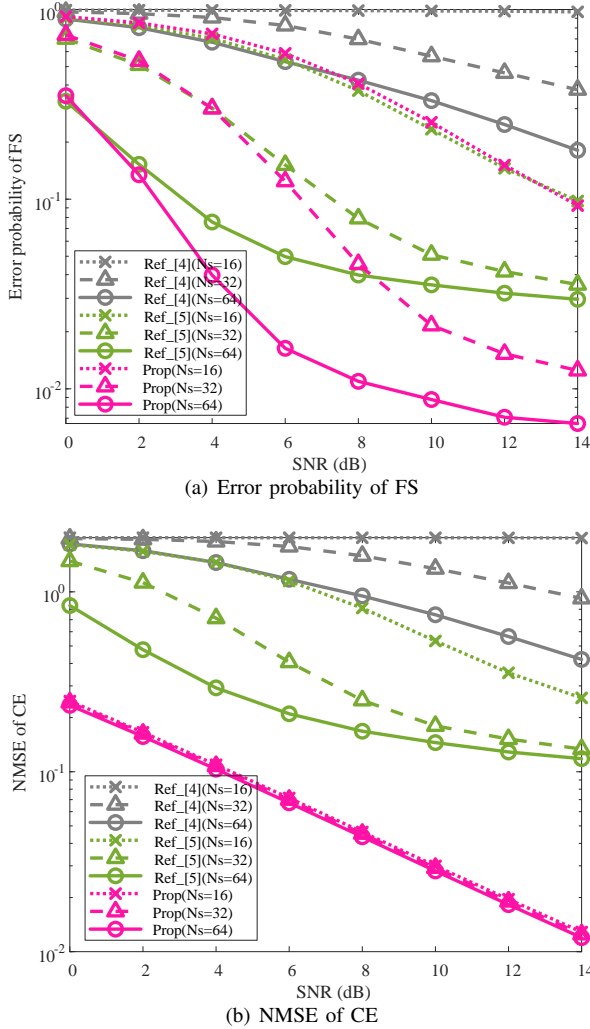 10^0
10^-1
10^-2
Error probability of FS
Ref_[4](Ns=16)
Ref_[4](Ns=32)
Ref_[4](Ns=64)
Ref_[5](Ns=16)
Ref_[5](Ns=32)
Ref_[5](Ns=64)
Prop(Ns=16)
Prop(Ns=32)
Prop(Ns=64)
0 2 4 6 8 10 12 14
SNR (dB)
(a) Error probability of FS
10^0
10^-1
10^-2
NMSE of CE
Ref_[4](Ns=16)
Ref_[4](Ns=32)
Ref_[4](Ns=64)
Ref_[5](Ns=16)
Ref_[5](Ns=32)
Ref_[5](Ns=64)
Prop(Ns=16)
Prop(Ns=32)
Prop(Ns=64)
0 2 4 6 8 10 12 14
SNR (dB)
(b) NMSE of CE